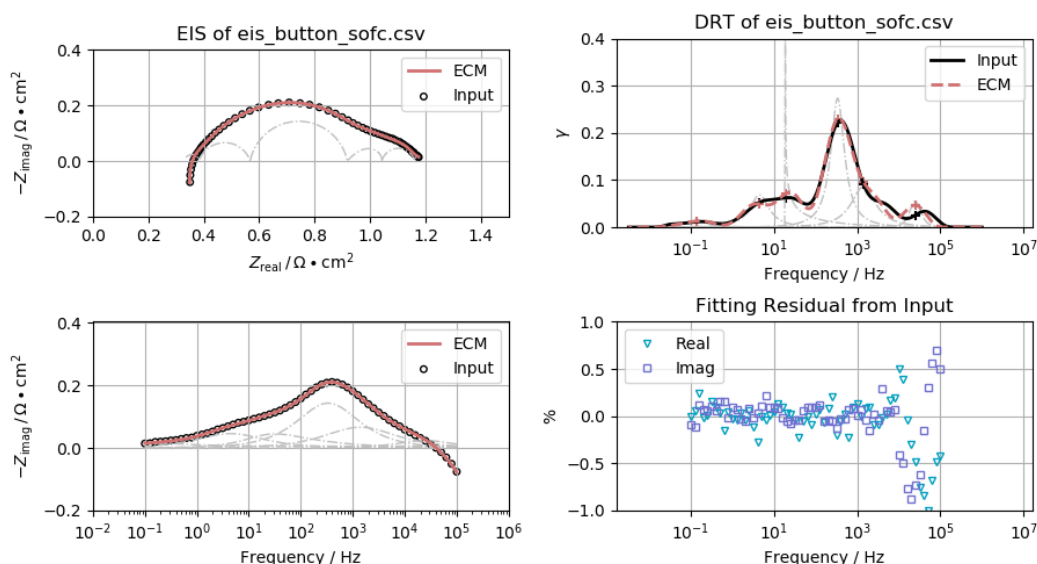 EIS of eis_button_sofc.csv
0.4
0.2
0.0
−0.2
−Z_imag / Ω • cm²
ECM
Input
0.0 0.2 0.4 0.6 0.8 1.0 1.2 1.4
Z_real / Ω • cm²
DRT of eis_button_sofc.csv
0.4
0.3
0.2
0.1
0.0
γ
Input
ECM
10⁻¹ 10¹ 10³ 10⁵ 10⁷
Frequency / Hz
0.4
0.2
0.0
−0.2
−Z_imag / Ω • cm²
ECM
Input
10⁻² 10⁻¹ 10⁰ 10¹ 10² 10³ 10⁴ 10⁵ 10⁶
Frequency / Hz
Fitting Residual from Input
1.0
0.5
0.0
−0.5
−1.0
%
Real
Imag
10⁻¹ 10¹ 10³ 10⁵ 10⁷
Frequency / Hz